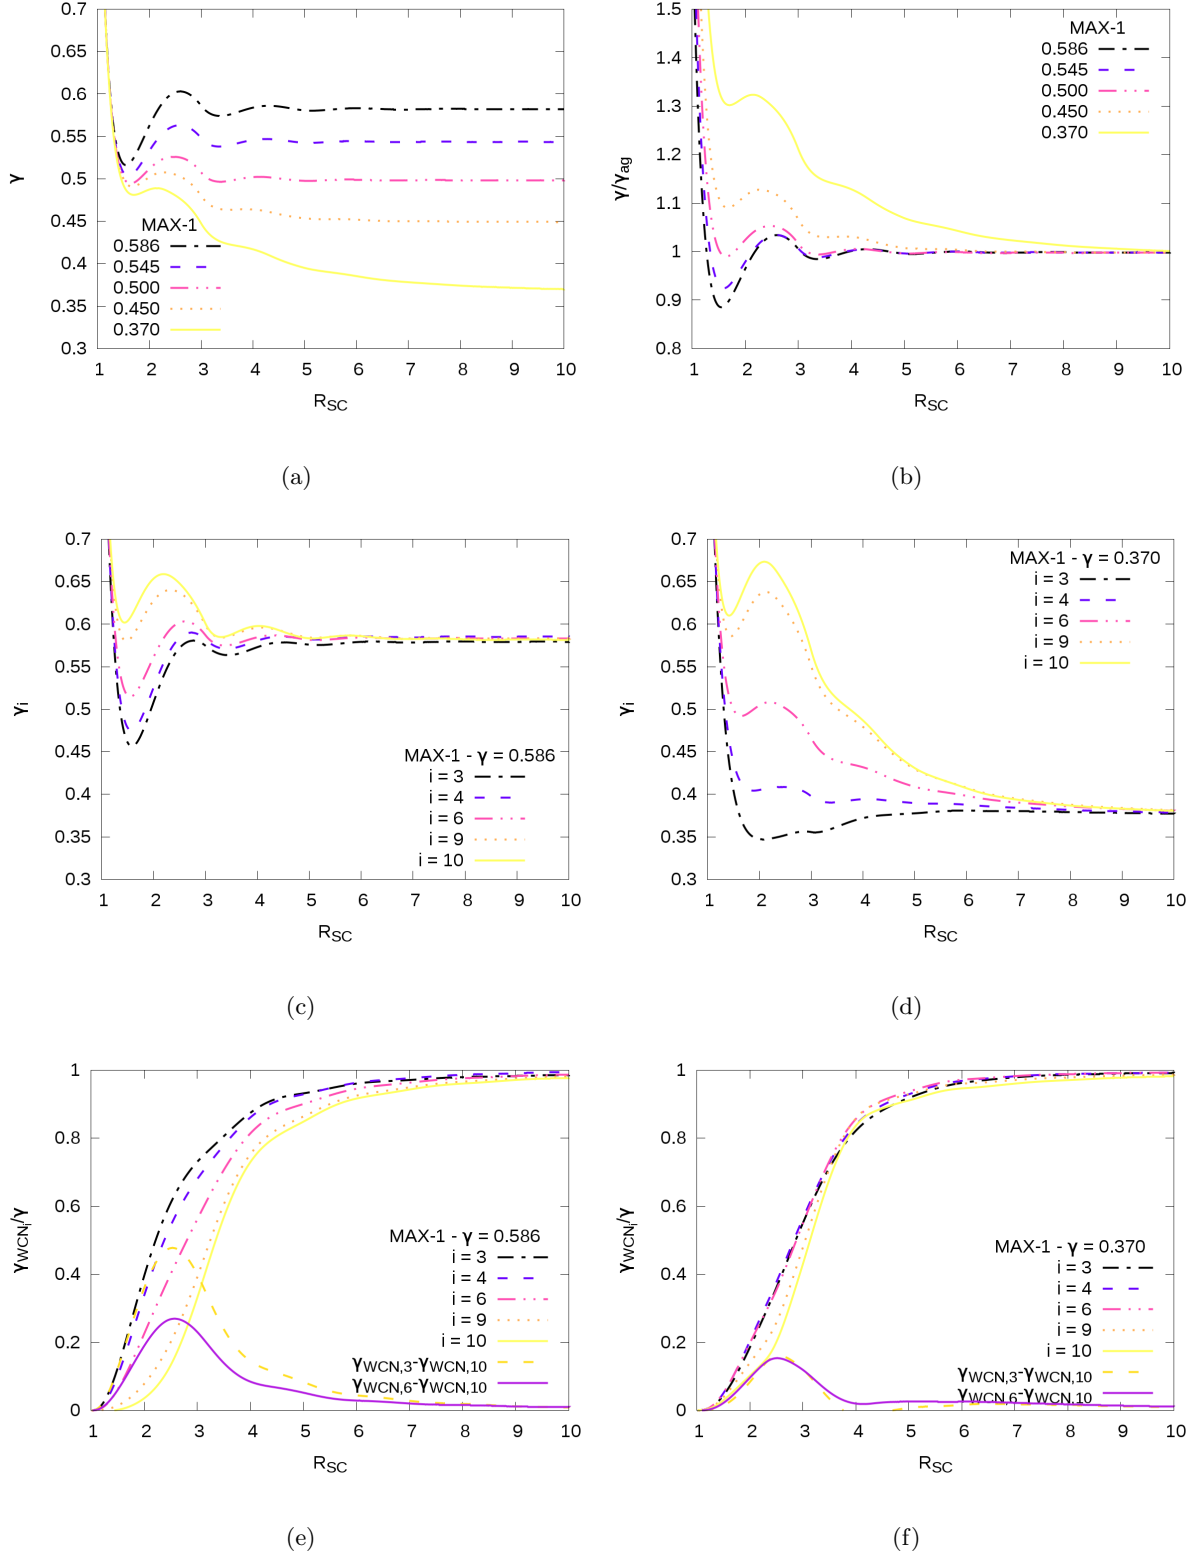 0.7
0.65
0.6
0.55
0.5
0.45
0.4
0.35
0.3
γ
MAX-1
0.586
0.545
0.500
0.450
0.370
1 2 3 4 5 6 7 8 9 10
R_SC
(a)
1.5
1.4
1.3
1.2
1.1
1
0.9
0.8
γ/γ_ag
MAX-1
0.586
0.545
0.500
0.450
0.370
1 2 3 4 5 6 7 8 9 10
R_SC
(b)
0.7
0.65
0.6
0.55
0.5
0.45
0.4
0.35
0.3
γ_i
MAX-1 - γ = 0.586
i = 3
i = 4
i = 6
i = 9
i = 10
1 2 3 4 5 6 7 8 9 10
R_SC
(c)
0.7
0.65
0.6
0.55
0.5
0.45
0.4
0.35
0.3
γ_i
MAX-1 - γ = 0.370
i = 3
i = 4
i = 6
i = 9
i = 10
1 2 3 4 5 6 7 8 9 10
R_SC
(d)
1
0.8
0.6
0.4
0.2
0
γ_WCN_i/γ
MAX-1 - γ = 0.586
i = 3
i = 4
i = 6
i = 9
i = 10
γ_WCN,3-γ_WCN,10
γ_WCN,6-γ_WCN,10
1 2 3 4 5 6 7 8 9 10
R_SC
(e)
1
0.8
0.6
0.4
0.2
0
γ_WCN_i/γ
MAX-1 - γ = 0.370
i = 3
i = 4
i = 6
i = 9
i = 10
γ_WCN,3-γ_WCN,10
γ_WCN,6-γ_WCN,10
1 2 3 4 5 6 7 8 9 10
R_SC
(f)